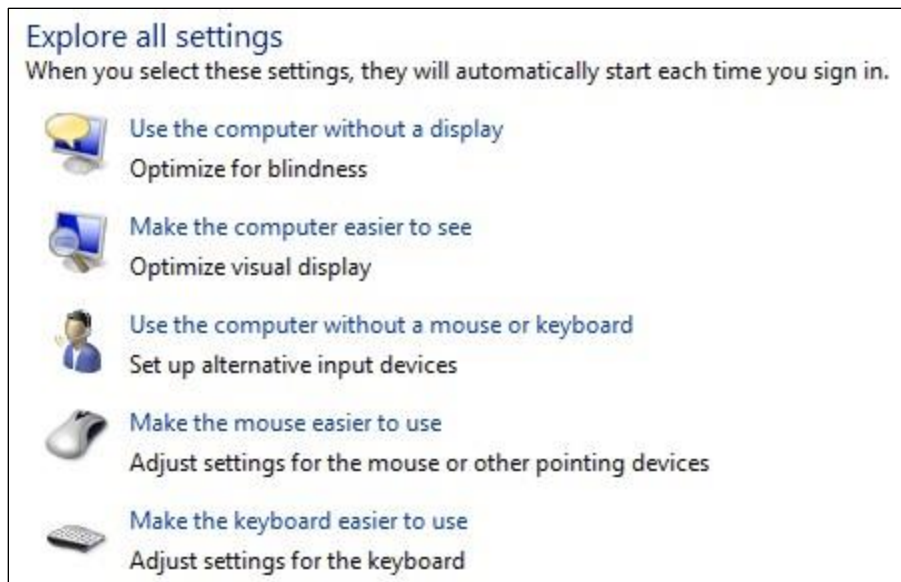 Explore all settings
When you select these settings, they will automatically start each time you sign in.
Use the computer without a display
Optimize for blindness
Make the computer easier to see
Optimize visual display
Use the computer without a mouse or keyboard
Set up alternative input devices
Make the mouse easier to use
Adjust settings for the mouse or other pointing devices
Make the keyboard easier to use
Adjust settings for the keyboard